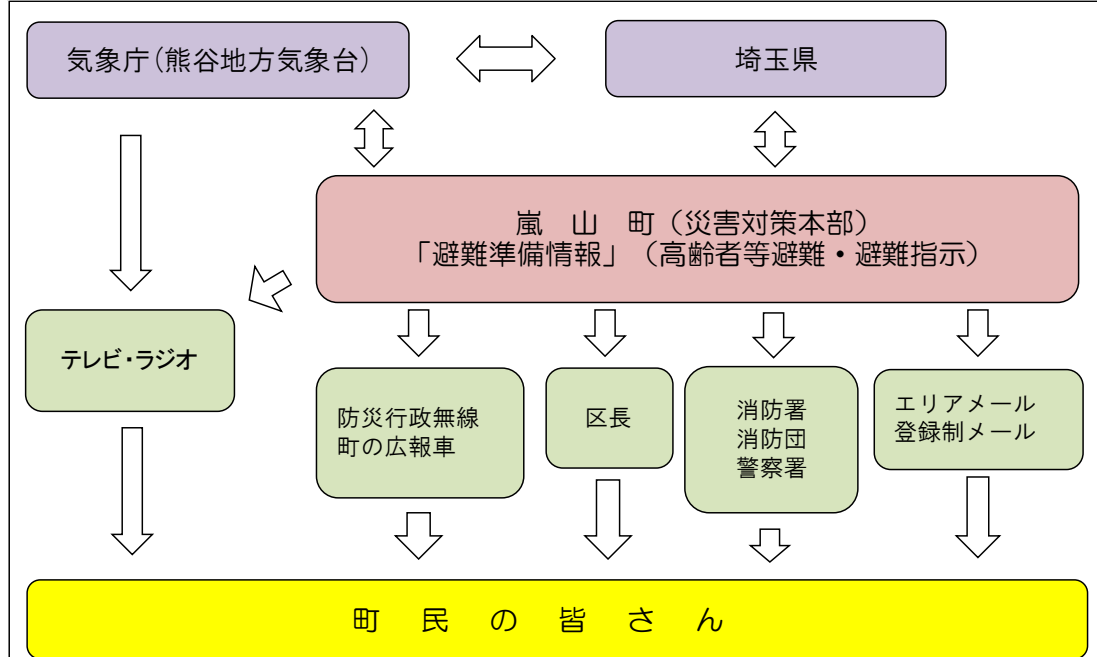 気象庁（熊谷地方気象台）
埼玉県
嵐　山　町（災害対策本部）
「避難準備情報」（高齢者等避難・避難指示）
テレビ・ラジオ
防災行政無線
町の広報車
区長
消防署
消防団
警察署
エリアメール
登録制メール
町　民　の　皆　さ　ん